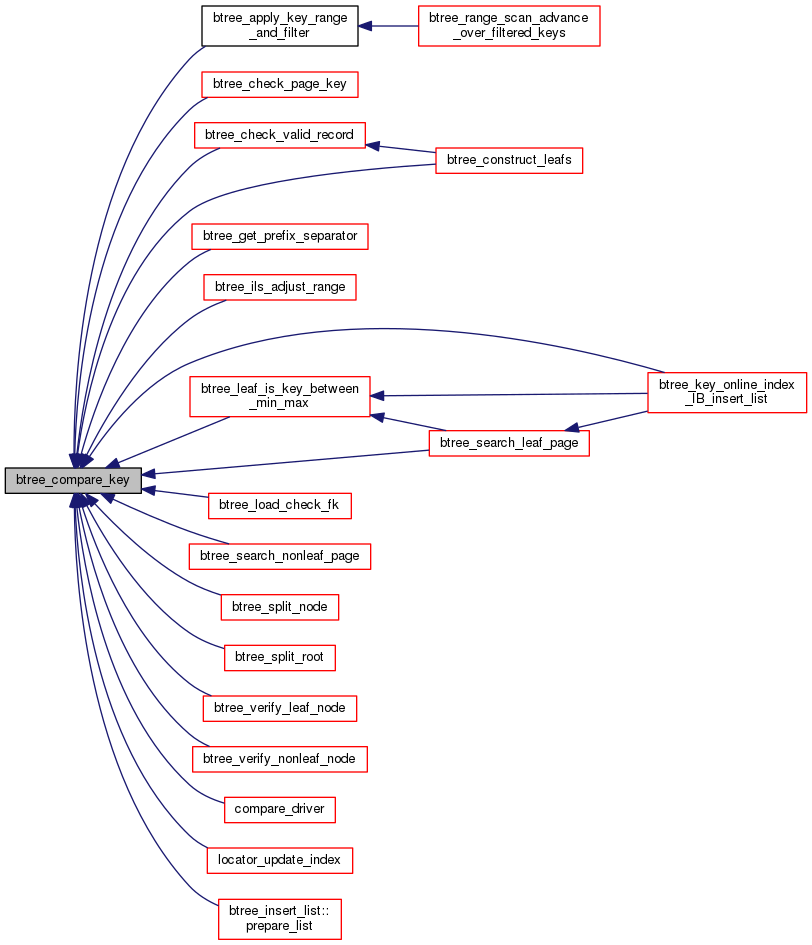 btree_apply_key_range
_and_filter
btree_range_scan_advance
_over_filtered_keys
btree_check_page_key
btree_check_valid_record
btree_construct_leafs
btree_get_prefix_separator
btree_ils_adjust_range
btree_leaf_is_key_between
_min_max
btree_key_online_index
_IB_insert_list
btree_search_leaf_page
btree_compare_key
btree_load_check_fk
btree_search_nonleaf_page
btree_split_node
btree_split_root
btree_verify_leaf_node
btree_verify_nonleaf_node
compare_driver
locator_update_index
btree_insert_list::
prepare_list